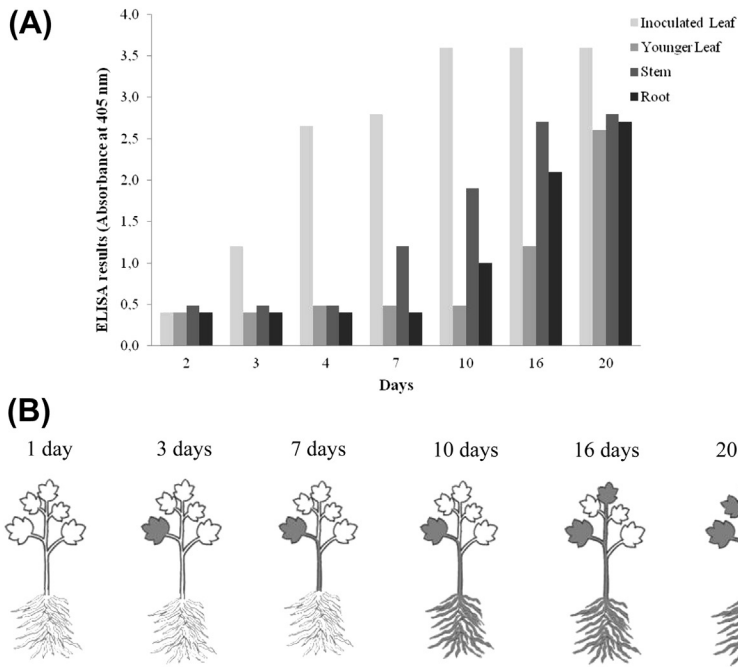 (A)
4.0
3.5
3.0
2.5
2.0
1.5
1.0
0.5
0.0
ELISA results (Absorbance at 405 nm)
Inoculated Leaf
Younger Leaf
Stem
Root
2 3 4 7 10 16 20
Days
(B)
1 day 3 days 7 days 10 days 16 days 20